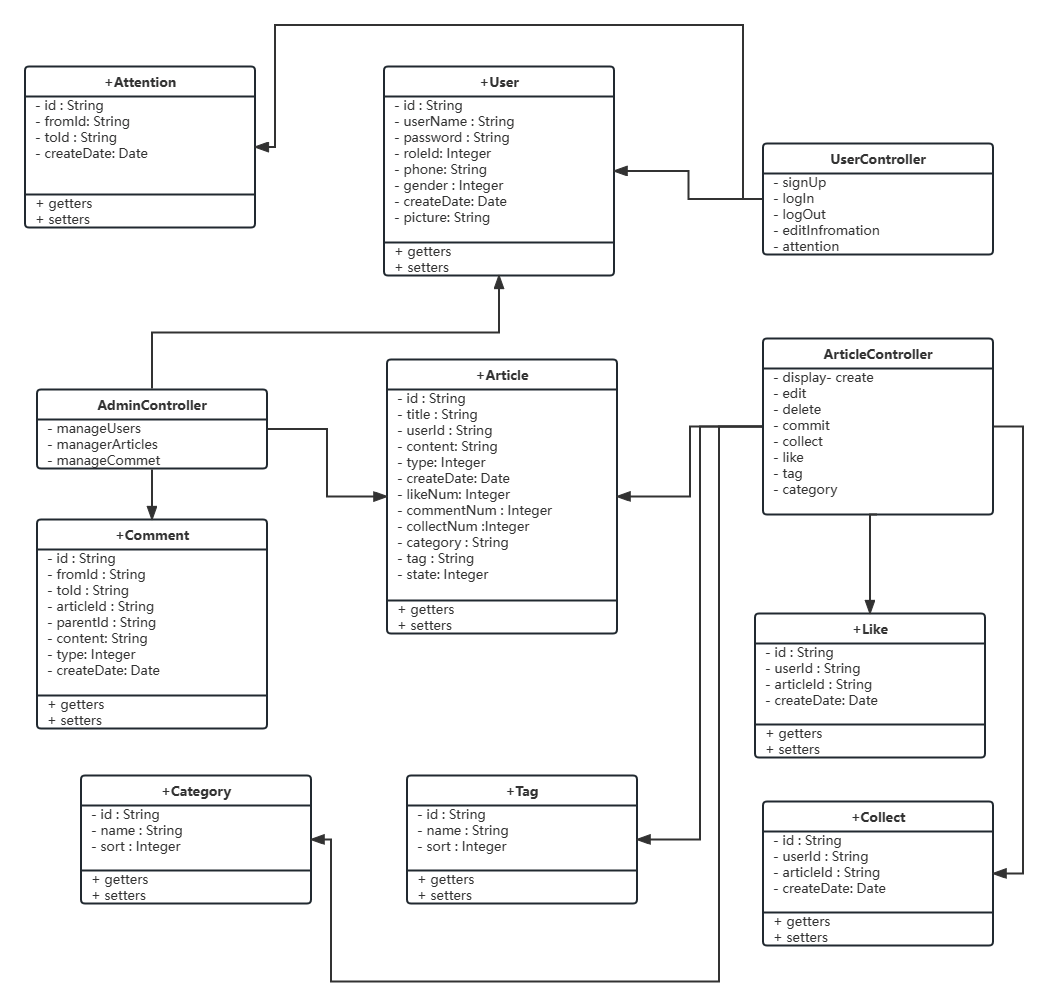 +Attention
- id : String
- fromId: String
- toId : String
- createDate: Date
+ getters
+ setters
+User
- id : String
- userName : String
- password : String
- roleId: Integer
- phone: String
- gender : Integer
- createDate: Date
- picture: String
+ getters
+ setters
UserController
- signUp
- logIn
- logOut
- editInfromation
- attention
AdminController
- manageUsers
- managerArticles
- manageCommet
+Article
- id : String
- title : String
- userId : String
- content: String
- type: Integer
- createDate: Date
- likeNum: Integer
- commentNum : Integer
- collectNum :Integer
- category : String
- tag : String
- state: Integer
+ getters
+ setters
ArticleController
- display- create
- edit
- delete
- commit
- collect
- like
- tag
- category
+Comment
- id : String
- fromId : String
- toId : String
- articleId : String
- parentId : String
- content: String
- type: Integer
- createDate: Date
+ getters
+ setters
+Like
- id : String
- userId : String
- articleId : String
- createDate: Date
+ getters
+ setters
+Category
- id : String
- name : String
- sort : Integer
+ getters
+ setters
+Tag
- id : String
- name : String
- sort : Integer
+ getters
+ setters
+Collect
- id : String
- userId : String
- articleId : String
- createDate: Date
+ getters
+ setters